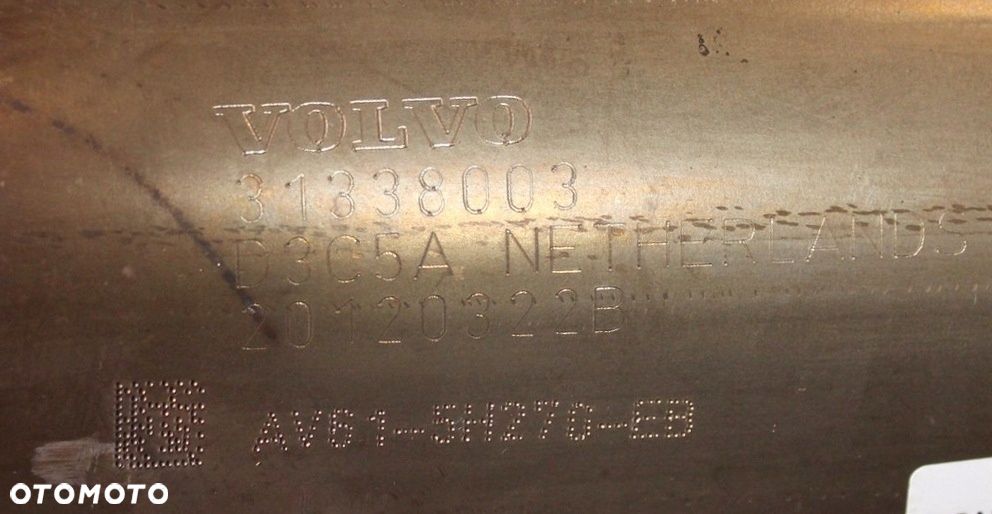 VOLVO
31338003
D3C5A NETHERLANDS
20120322B
AV61-5H270-EB
OTOMOTO